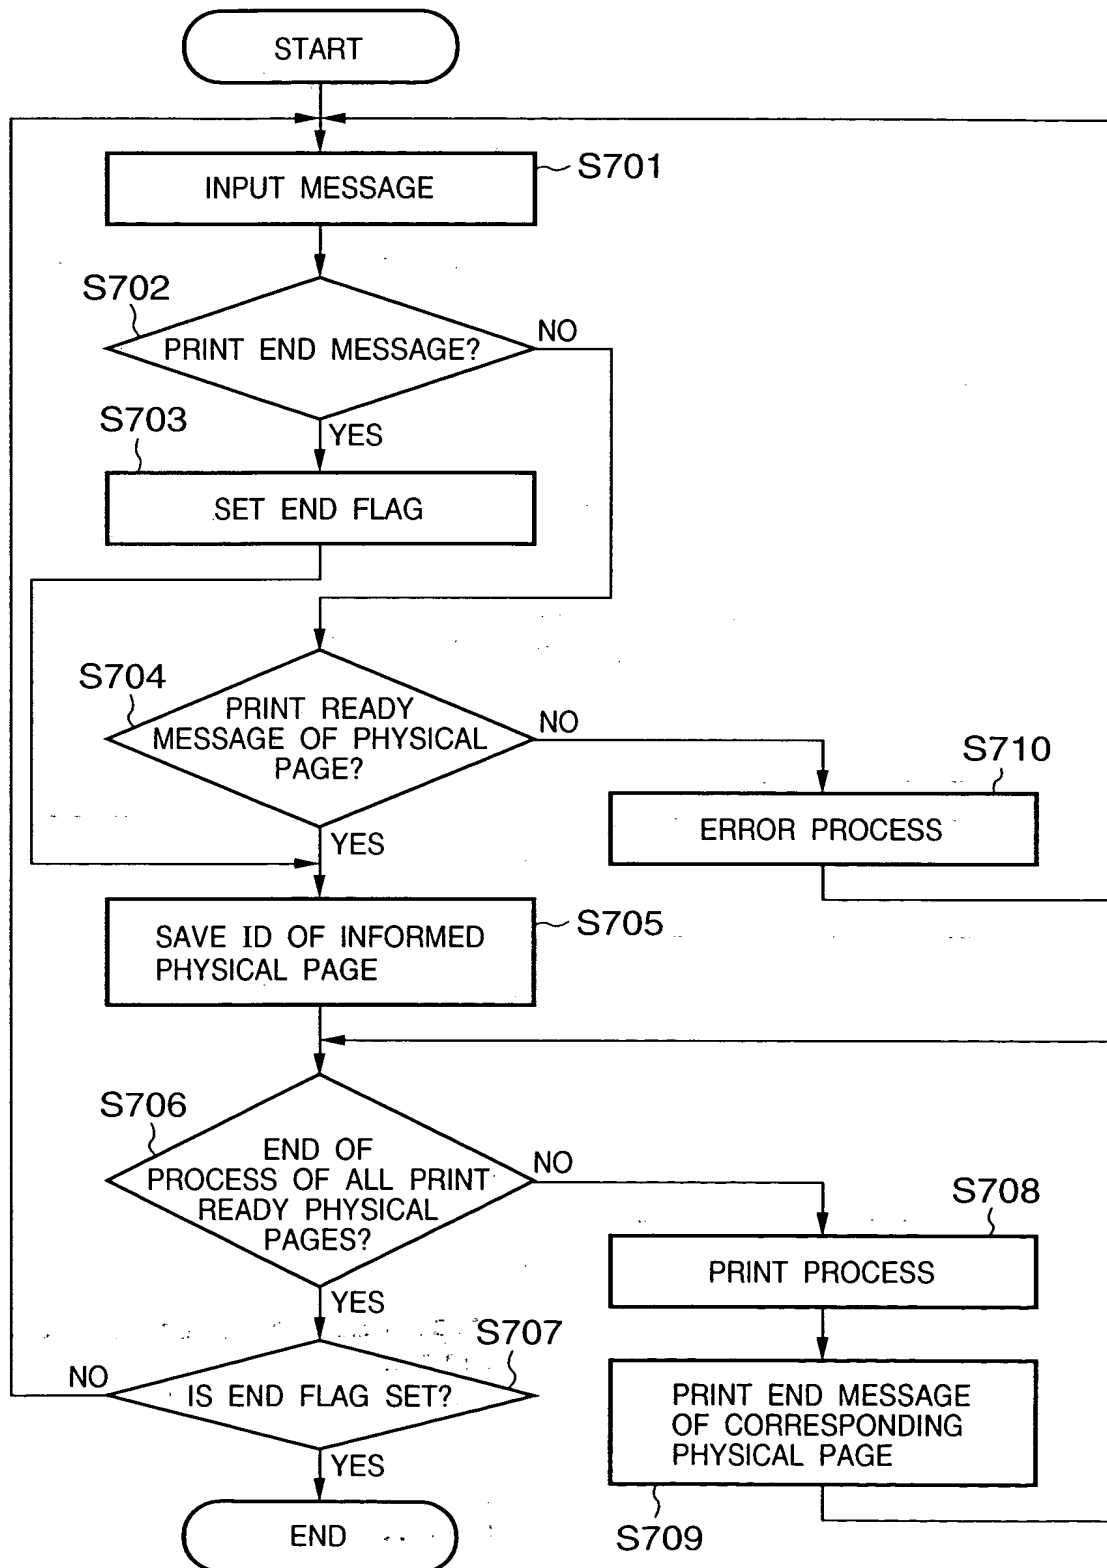 START
INPUT MESSAGE
S701
S702
PRINT END MESSAGE?
NO
YES
S703
SET END FLAG
S704
PRINT READY
MESSAGE OF PHYSICAL
PAGE?
NO
YES
S710
ERROR PROCESS
SAVE ID OF INFORMED
PHYSICAL PAGE
S705
S706
END OF
PROCESS OF ALL PRINT
READY PHYSICAL
PAGES?
NO
YES
S708
PRINT PROCESS
S707
NO
IS END FLAG SET?
YES
PRINT END MESSAGE
OF CORRESPONDING
PHYSICAL PAGE
S709
END